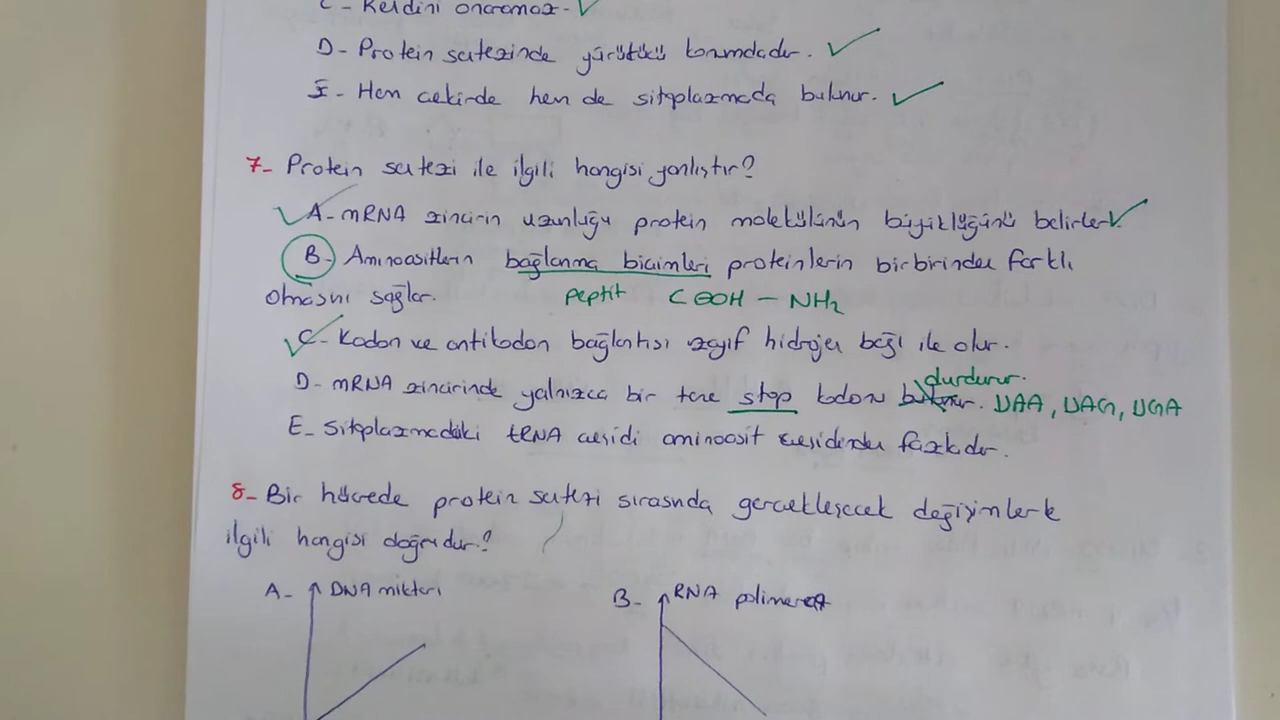 C - Kendini onaramaz. ✓
D- Protein sentezinde yürütücü konumdadır. ✓
E - Hem çekirde hem de sitoplazmada bulunur. ✓
7- Protein sentezi ile ilgili hangisi yanlıştır?
✓ A- mRNA zincirin uzunluğu protein molekülünün büyüklüğünü belirler. ✓
B- Aminoasitlerin bağlanma biçimleri proteinlerin birbirinden farklı
olmasını sağlar. peptit COOH - NH2
✓ C- Kodon ve antikodon bağlantısı zayıf hidrojen bağı ile olur.
durdurur.
D- mRNA zincirinde yalnızca bir tane stop kodonu bulunur. UAA, UAG, UGA
E- Sitoplazmadaki tRNA çeşidi aminoasit çeşidinden fazladır.
8- Bir hücrede protein sentezi sırasında gerçekleşecek değişimlerle
ilgili hangisi doğrudur?
A- DNA miktarı B- RNA polimeraz